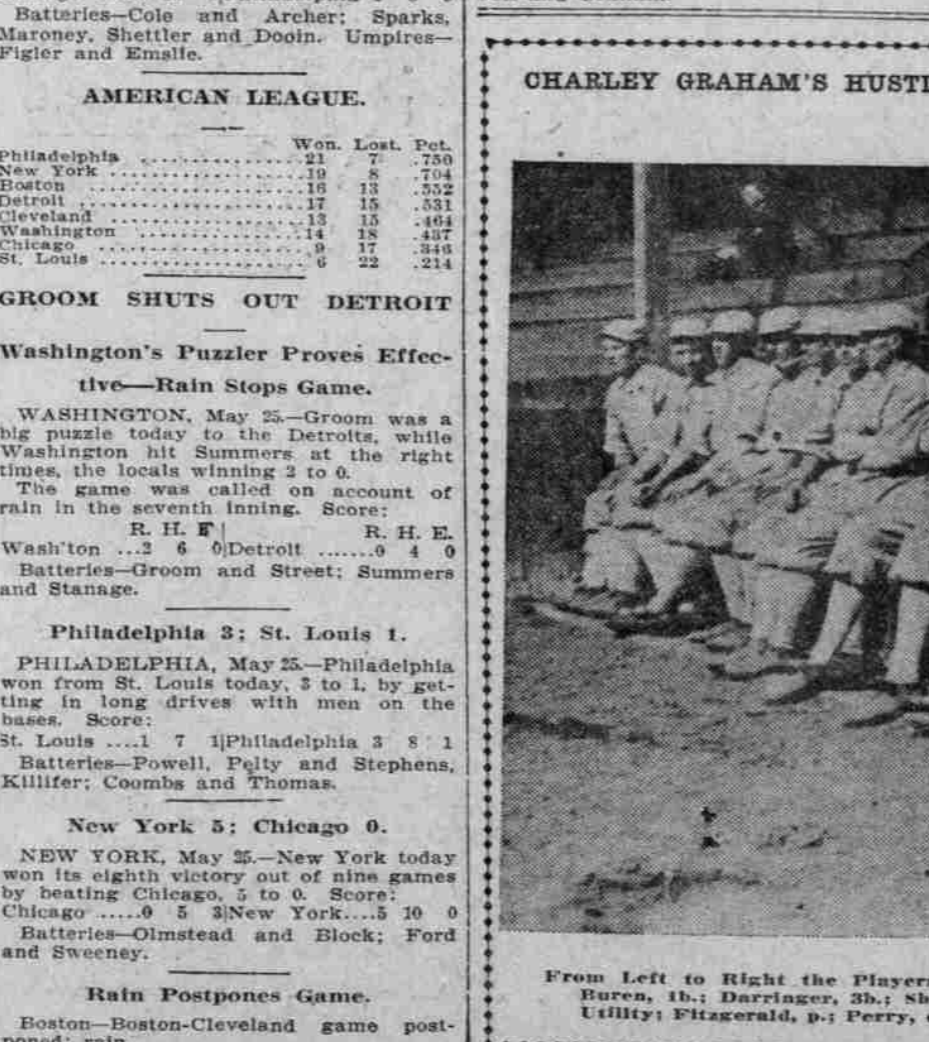 Batteries—Cole and Archer; Sparks,
Maroney, Shettler and Dooin. Umpires—
Figler and Emslie.
AMERICAN LEAGUE.
Won. Lost. Pct.
Philadelphia ................ 21 7 .750
New York ................ 19 8 .704
Boston ................ 16 13 .552
Detroit ................ 17 15 .531
Cleveland ................ 13 15 .464
Washington ................ 14 18 .437
Chicago ................ 9 17 .346
St. Louis ................ 6 22 .214
GROOM SHUTS OUT DETROIT
Washington's Puzzler Proves Effec-
tive—Rain Stops Game.
WASHINGTON, May 25.—Groom was a
big puzzle today to the Detroits, while
Washington hit Summers at the right
times, the locals winning 2 to 0.
The game was called on account of
rain in the seventh inning. Score:
R. H. E| R. H. E.
Wash'ton ...2 6 0|Detroit .......0 4 0
Batteries—Groom and Street; Summers
and Stanage.
Philadelphia 3; St. Louis 1.
PHILADELPHIA, May 25.—Philadelphia
won from St. Louis today, 3 to 1, by get-
ting in long drives with men on the
bases. Score:
St. Louis ....1 7 1|Philadelphia 3 8 1
Batteries—Powell, Pelty and Stephens,
Killifer; Coombs and Thomas.
New York 5; Chicago 0.
NEW YORK, May 25.—New York today
won its eighth victory out of nine games
by beating Chicago, 5 to 0. Score:
Chicago .....0 5 3|New York....5 10 0
Batteries—Olmstead and Block; Ford
and Sweeney.
Rain Postpones Game.
Boston—Boston-Cleveland game post-
poned; rain.
CHARLEY GRAHAM'S HUSTL
From Left to Right the Player
Buren, 1b.; Darringer, 3b.; Sh
Utility; Fitzgerald, p.; Perry,